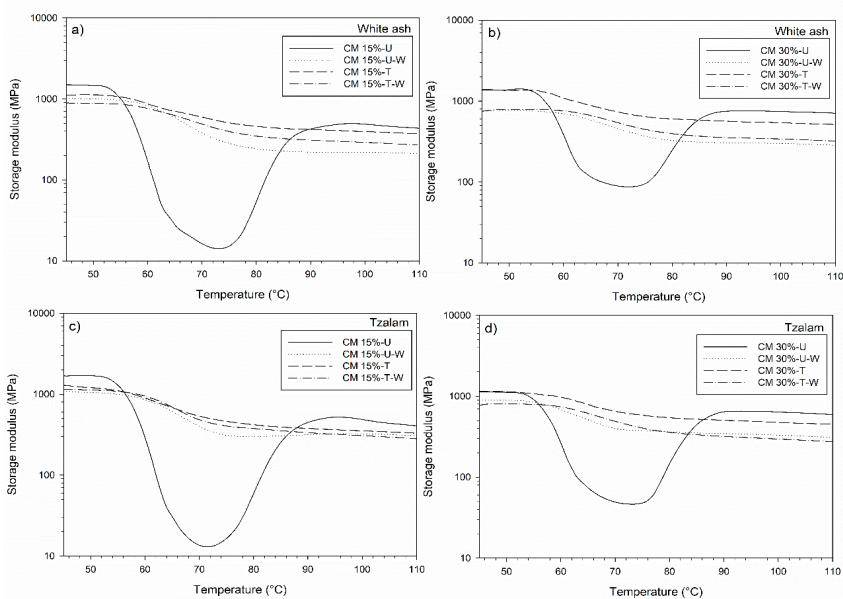 a)
White ash
CM 15%-U
CM 15%-U-W
CM 15%-T
CM 15%-T-W
Storage modulus (MPa)
10000
1000
100
10
50
60
70
80
90
100
110
Temperature (°C)
b)
White ash
CM 30%-U
CM 30%-U-W
CM 30%-T
CM 30%-T-W
Storage modulus (MPa)
10000
1000
100
10
50
60
70
80
90
100
110
Temperature (°C)
c)
Tzalam
CM 15%-U
CM 15%-U-W
CM 15%-T
CM 15%-T-W
Storage modulus (MPa)
10000
1000
100
10
50
60
70
80
90
100
110
Temperature (°C)
d)
Tzalam
CM 30%-U
CM 30%-U-W
CM 30%-T
CM 30%-T-W
Storage modulus (MPa)
10000
1000
100
10
50
60
70
80
90
100
110
Temperature (°C)